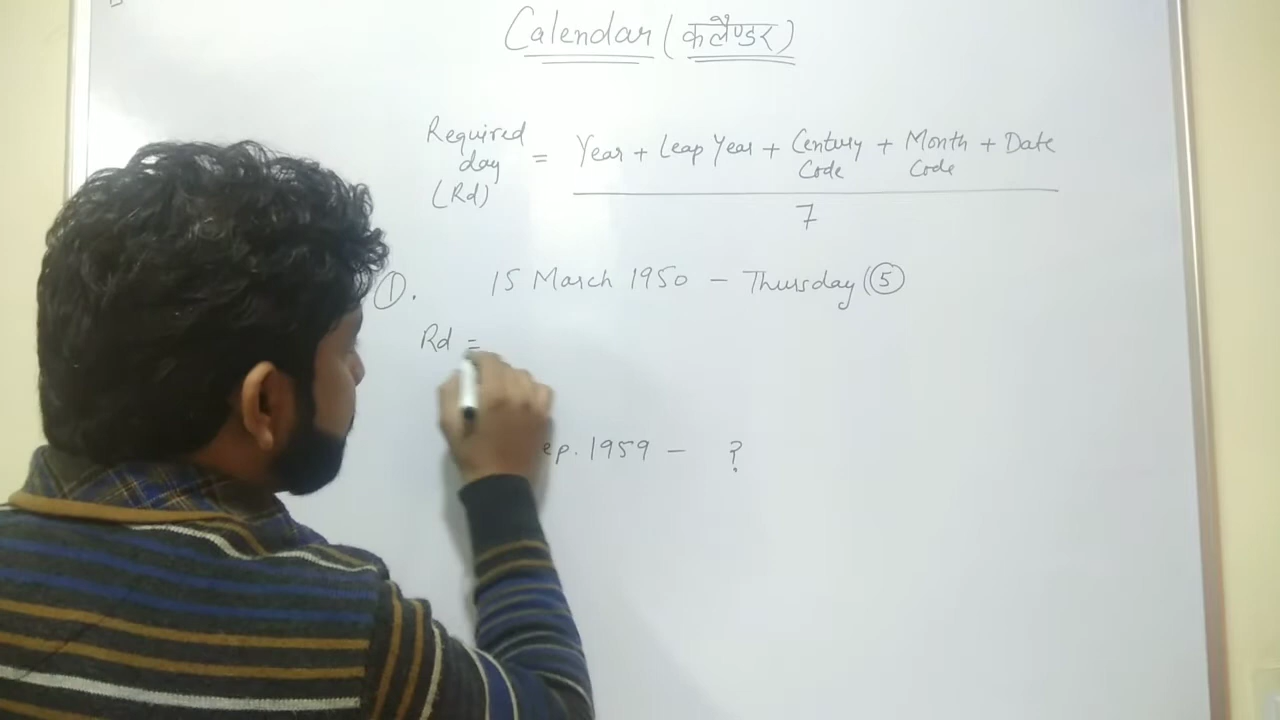 Calendar (कलैण्डर)
Required day (Rd) = Year + Leap Year + Century Code + Month Code + Date
7
①. 15 March 1950 – Thursday (⑤
Rd =
ep. 1959 – ?